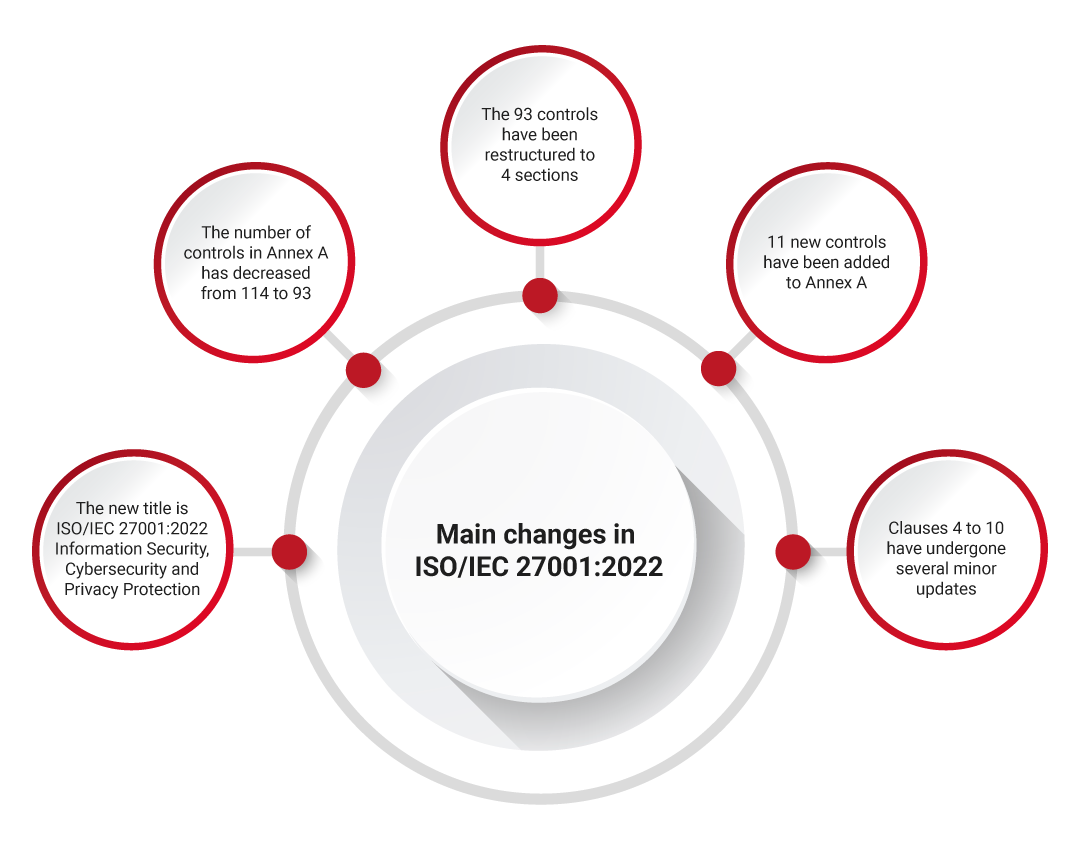 The 93 controls
have been
restructured to
4 sections
The number of
controls in Annex A
has decreased
from 114 to 93
11 new controls
have been added
to Annex A
The new title is
ISO/IEC 27001:2022
Information Security,
Cybersecurity and
Privacy Protection
Main changes in
ISO/IEC 27001:2022
Clauses 4 to 10
have undergone
several minor
updates